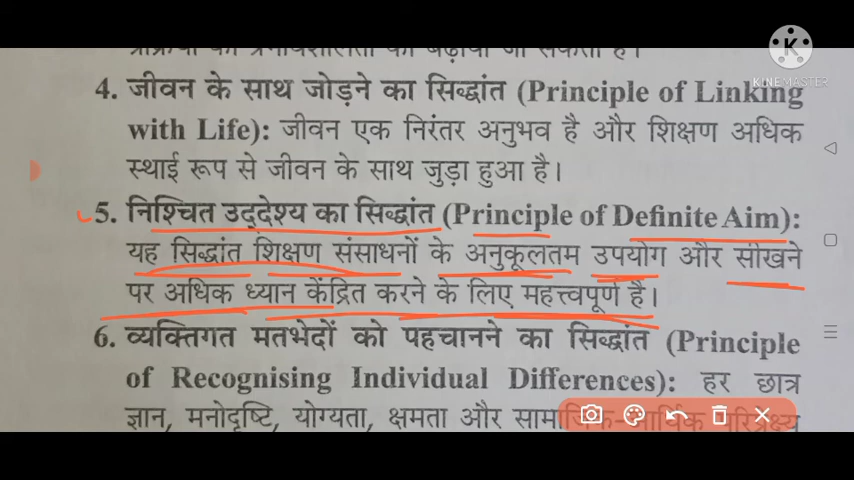 KINEMASTER
4. जीवन के साथ जोड़ने का सिद्धांत (Principle of Linking
with Life): जीवन एक निरंतर अनुभव है और शिक्षण अधिक
स्थाई रूप से जीवन के साथ जुड़ा हुआ है।
5. निश्चित उद्देश्य का सिद्धांत (Principle of Definite Aim):
यह सिद्धांत शिक्षण संसाधनों के अनुकूलतम उपयोग और सीखने
पर अधिक ध्यान केंद्रित करने के लिए महत्त्वपूर्ण है।
6. व्यक्तिगत मतभेदों को पहचानने का सिद्धांत (Principle
of Recognising Individual Differences): हर छात्र
ज्ञान, मनोदृष्टि, योग्यता, क्षमता और सामाजिक-आर्थिक परिप्रेक्ष्य